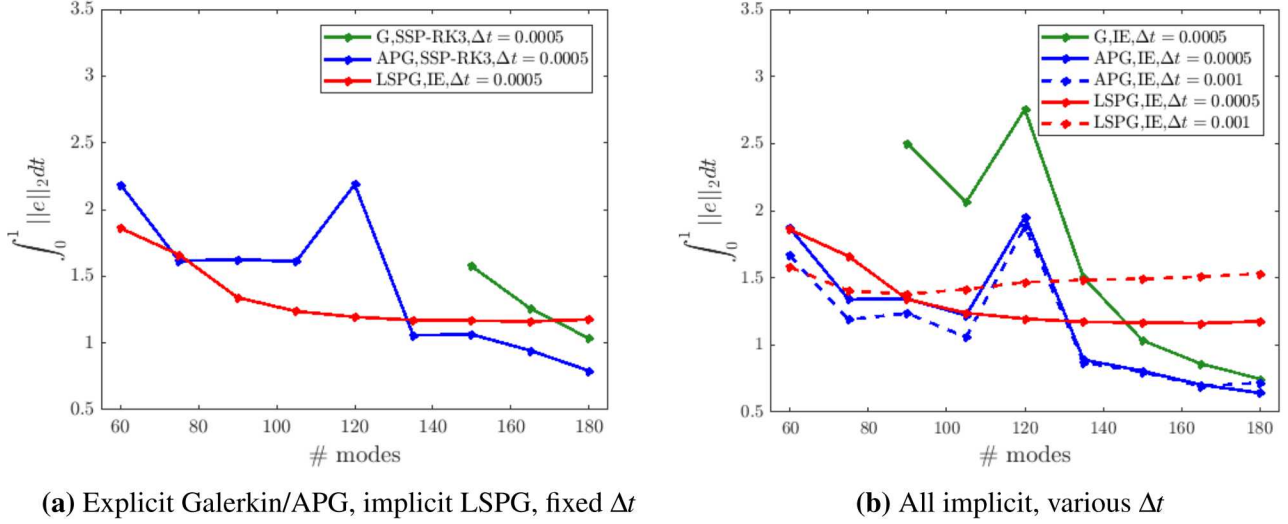 3.5
3
2.5
2
1.5
1
0.5
60
80
100
120
140
160
180
# modes
∫₀¹ ||e||₂dt
G,SSP-RK3,Δt = 0.0005
APG,SSP-RK3,Δt = 0.0005
LSPG,IE,Δt = 0.0005
(a) Explicit Galerkin/APG, implicit LSPG, fixed Δt
3.5
3
2.5
2
1.5
1
0.5
60
80
100
120
140
160
180
# modes
∫₀¹ ||e||₂dt
G,IE,Δt = 0.0005
APG,IE,Δt = 0.0005
APG,IE,Δt = 0.001
LSPG,IE,Δt = 0.0005
LSPG,IE,Δt = 0.001
(b) All implicit, various Δt